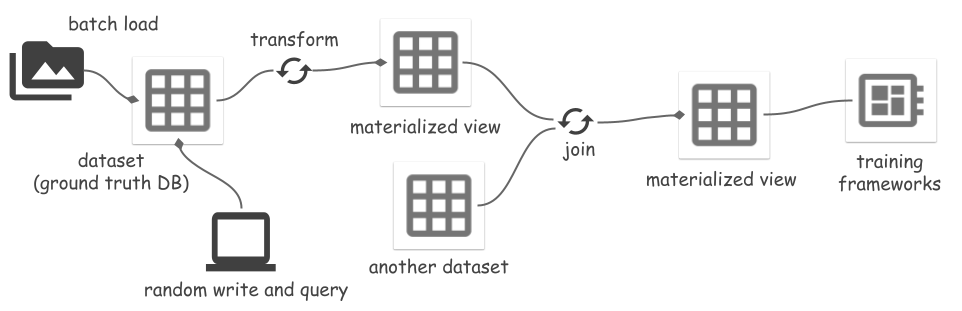 batch load
transform
materialized view
dataset
(ground truth DB)
join
materialized view
training
frameworks
another dataset
random write and query